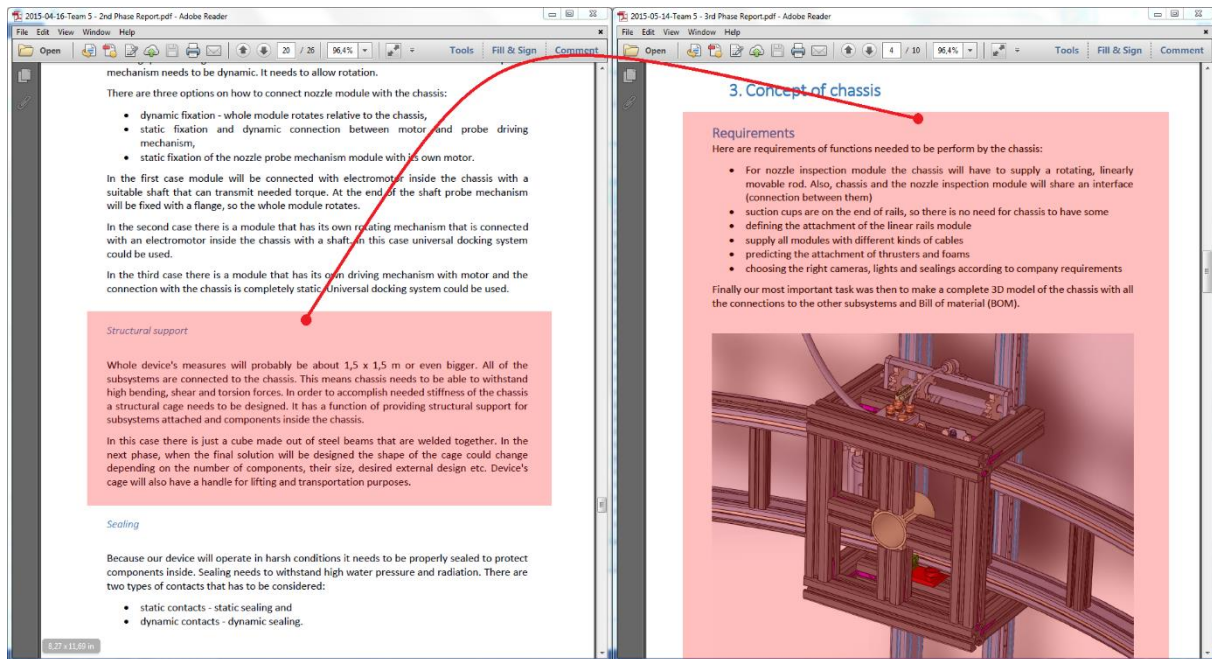 2015-04-16-Team 5 - 2nd Phase Report.pdf - Adobe Reader
File Edit View Window Help
Open 20 / 26 96,4% Tools Fill & Sign Comment
mechanism needs to be dynamic. It needs to allow rotation.
There are three options on how to connect nozzle module with the chassis:
• dynamic fixation - whole module rotates relative to the chassis,
• static fixation and dynamic connection between motor and probe driving
mechanism,
• static fixation of the nozzle probe mechanism module with its own motor.
In the first case module will be connected with electromotor inside the chassis with a
suitable shaft that can transmit needed torque. At the end of the shaft probe mechanism
will be fixed with a flange, so the whole module rotates.
In the second case there is a module that has its own rotating mechanism that is connected
with an electromotor inside the chassis with a shaft. In this case universal docking system
could be used.
In the third case there is a module that has its own driving mechanism with motor and the
connection with the chassis is completely static. Universal docking system could be used.
Structural support
Whole device's measures will probably be about 1,5 x 1,5 m or even bigger. All of the
subsystems are connected to the chassis. This means chassis needs to be able to withstand
high bending, shear and torsion forces. In order to accomplish needed stiffness of the chassis
a structural cage needs to be designed. It has a function of providing structural support for
subsystems attached and components inside the chassis.
In this case there is just a cube made out of steel beams that are welded together. In the
next phase, when the final solution will be designed the shape of the cage could change
depending on the number of components, their size, desired external design etc. Device's
cage will also have a handle for lifting and transportation purposes.
Sealing
Because our device will operate in harsh conditions it needs to be properly sealed to protect
components inside. Sealing needs to withstand high water pressure and radiation. There are
two types of contacts that has to be considered:
• static contacts - static sealing and
• dynamic contacts - dynamic sealing.
8,27 x 11,69 in
2015-05-14-Team 5 - 3rd Phase Report.pdf - Adobe Reader
File Edit View Window Help
Open 4 / 10 96,4% Tools Fill & Sign Comment
3. Concept of chassis
Requirements
Here are requirements of functions needed to be perform by the chassis:
• For nozzle inspection module the chassis will have to supply a rotating, linearly
movable rod. Also, chassis and the nozzle inspection module will share an interface
(connection between them)
• suction cups are on the end of rails, so there is no need for chassis to have some
• defining the attachment of the linear rails module
• supply all modules with different kinds of cables
• predicting the attachment of thrusters and foams
• choosing the right cameras, lights and sealings according to company requirements
Finally our most important task was then to make a complete 3D model of the chassis with all
the connections to the other subsystems and Bill of material (BOM).